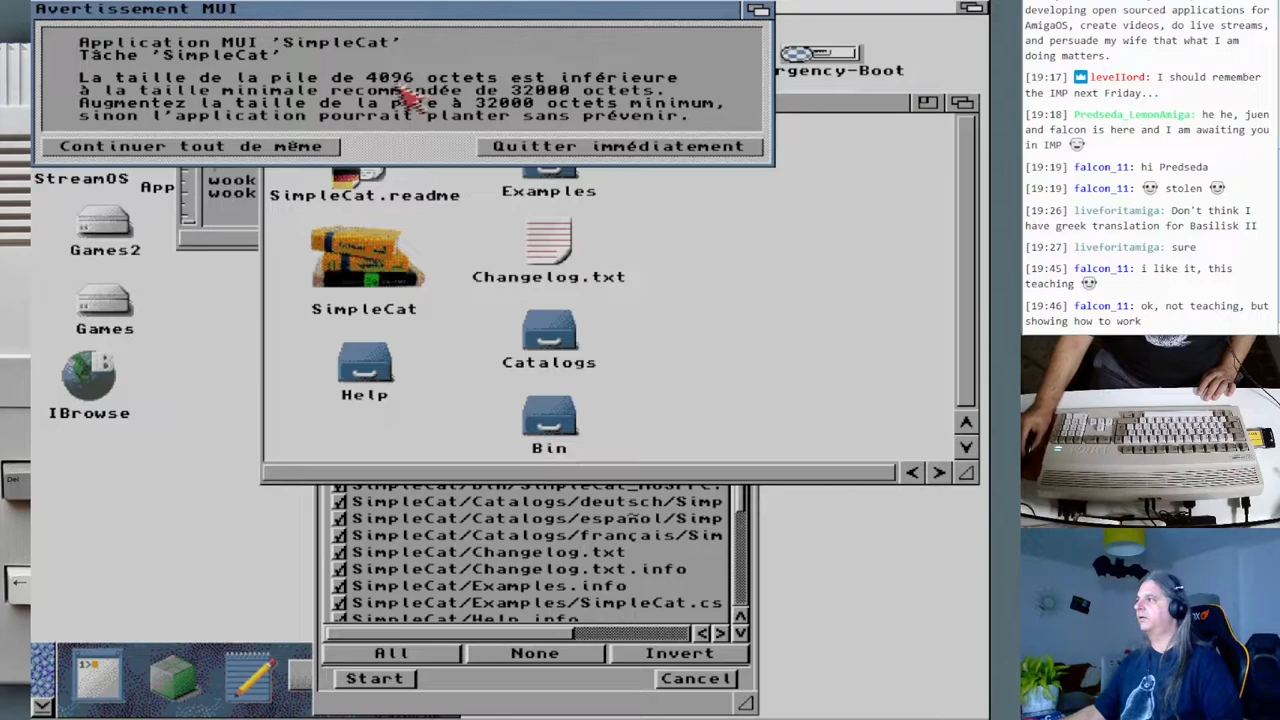 Avertissement MUI
Application MUI 'SimpleCat'
Tâche 'SimpleCat'
La taille de la pile de 4096 octets est inférieure
à la taille minimale de 32000 octets.
Augmentez la taille de la à 32000 octets minimum,
sinon l'application pourrait planter sans prévenir.
Continuer tout de même
Quitter immédiatement
rgency-Boot
StreamOS
App
wook
wook
SimpleCat.readme
Examples
Games2
SimpleCat
Changelog.txt
Games
Help
Catalogs
IBrowse
Bin
SimpleCat/Catalogs/deutsch/Simp
SimpleCat/Catalogs/español/Simp
SimpleCat/Catalogs/français/Sim
SimpleCat/Changelog.txt
SimpleCat/Changelog.txt.info
SimpleCat/Examples.info
SimpleCat/Examples/SimpleCat.cs
SimpleCat/Help.info
All
None
Invert
Start
Cancel
1>
Del
developing open sourced applications for
AmigaOS, create videos, do live streams,
and persuade my wife that what I am
doing matters.
[19:17] leveIIord: I should remember
the IMP next Friday...
[19:18] Predseda_LemonAmiga: he he, juen
and falcon is here and I am awaiting you
in IMP
[19:19] falcon_11: hi Predseda
[19:19] falcon_11: stolen
[19:26] liveforitamiga: Don't think I
have greek translation for Basilisk II
[19:27] liveforitamiga: sure
[19:45] falcon_11: i like it, this
teaching
[19:46] falcon_11: ok, not teaching, but
showing how to work